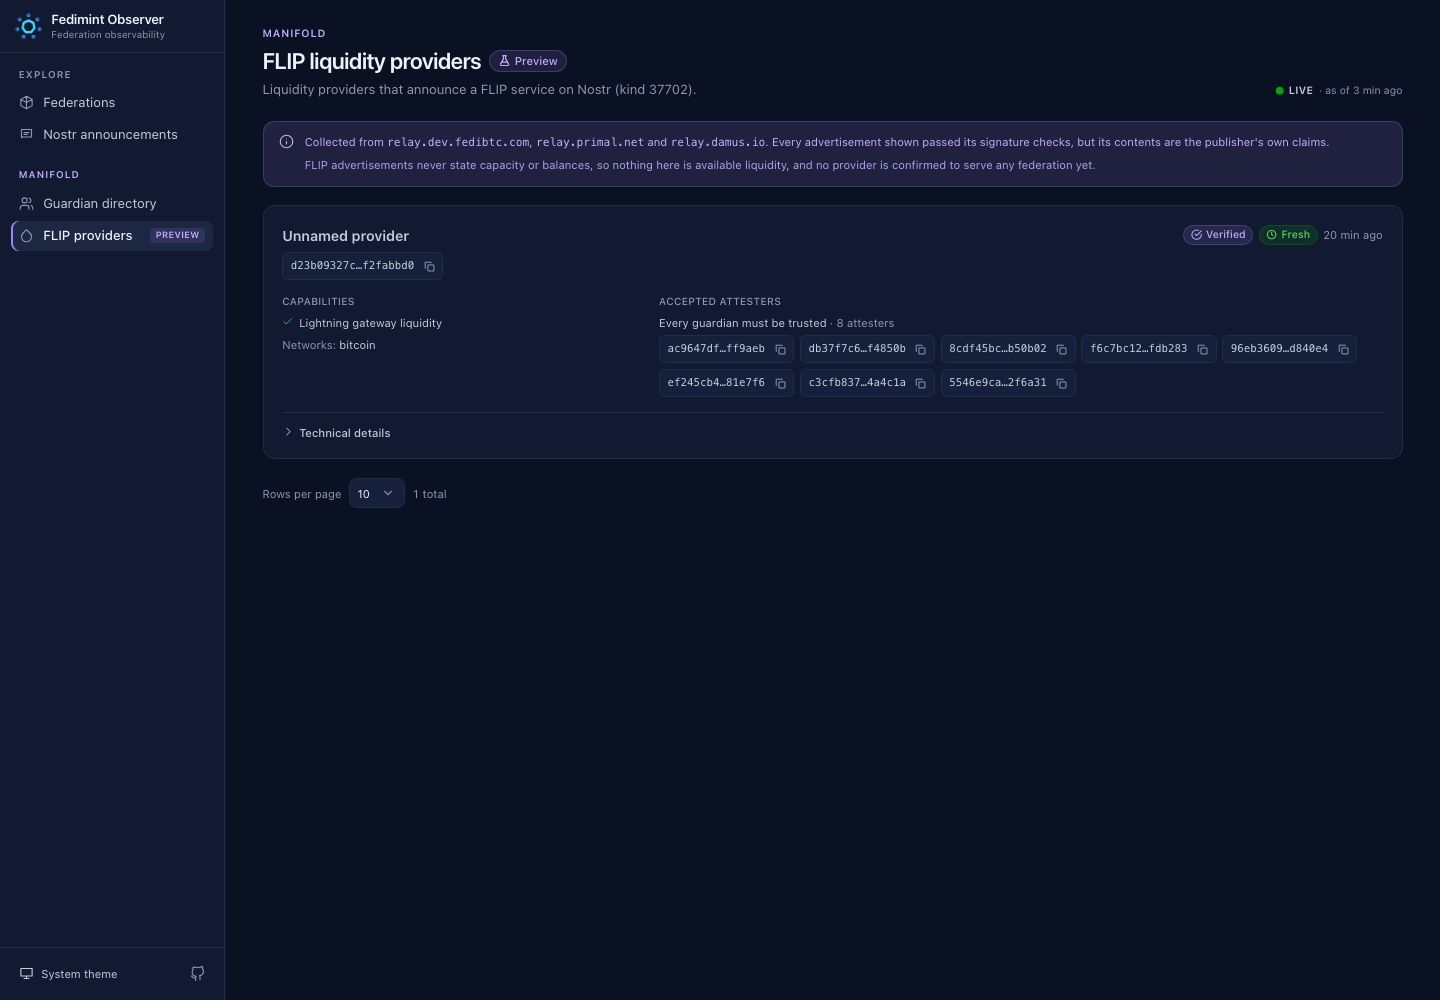 Fedimint Observer
Federation observability
EXPLORE
Federations
Nostr announcements
MANIFOLD
Guardian directory
FLIP providers PREVIEW
System theme
MANIFOLD
FLIP liquidity providers Preview
Liquidity providers that announce a FLIP service on Nostr (kind 37702).
LIVE · as of 3 min ago
Collected from relay.dev.fedibtc.com, relay.primal.net and relay.damus.io. Every advertisement shown passed its signature checks, but its contents are the publisher's own claims.
FLIP advertisements never state capacity or balances, so nothing here is available liquidity, and no provider is confirmed to serve any federation yet.
Unnamed provider
Verified Fresh 20 min ago
d23b09327c…f2fabbd0
CAPABILITIES
Lightning gateway liquidity
Networks: bitcoin
ACCEPTED ATTESTERS
Every guardian must be trusted · 8 attesters
ac9647df…ff9aeb db37f7c6…f4850b 8cdf45bc…b50b02 f6c7bc12…fdb283 96eb3609…d840e4
ef245cb4…81e7f6 c3cfb837…4a4c1a 5546e9ca…2f6a31
Technical details
Rows per page 10 1 total